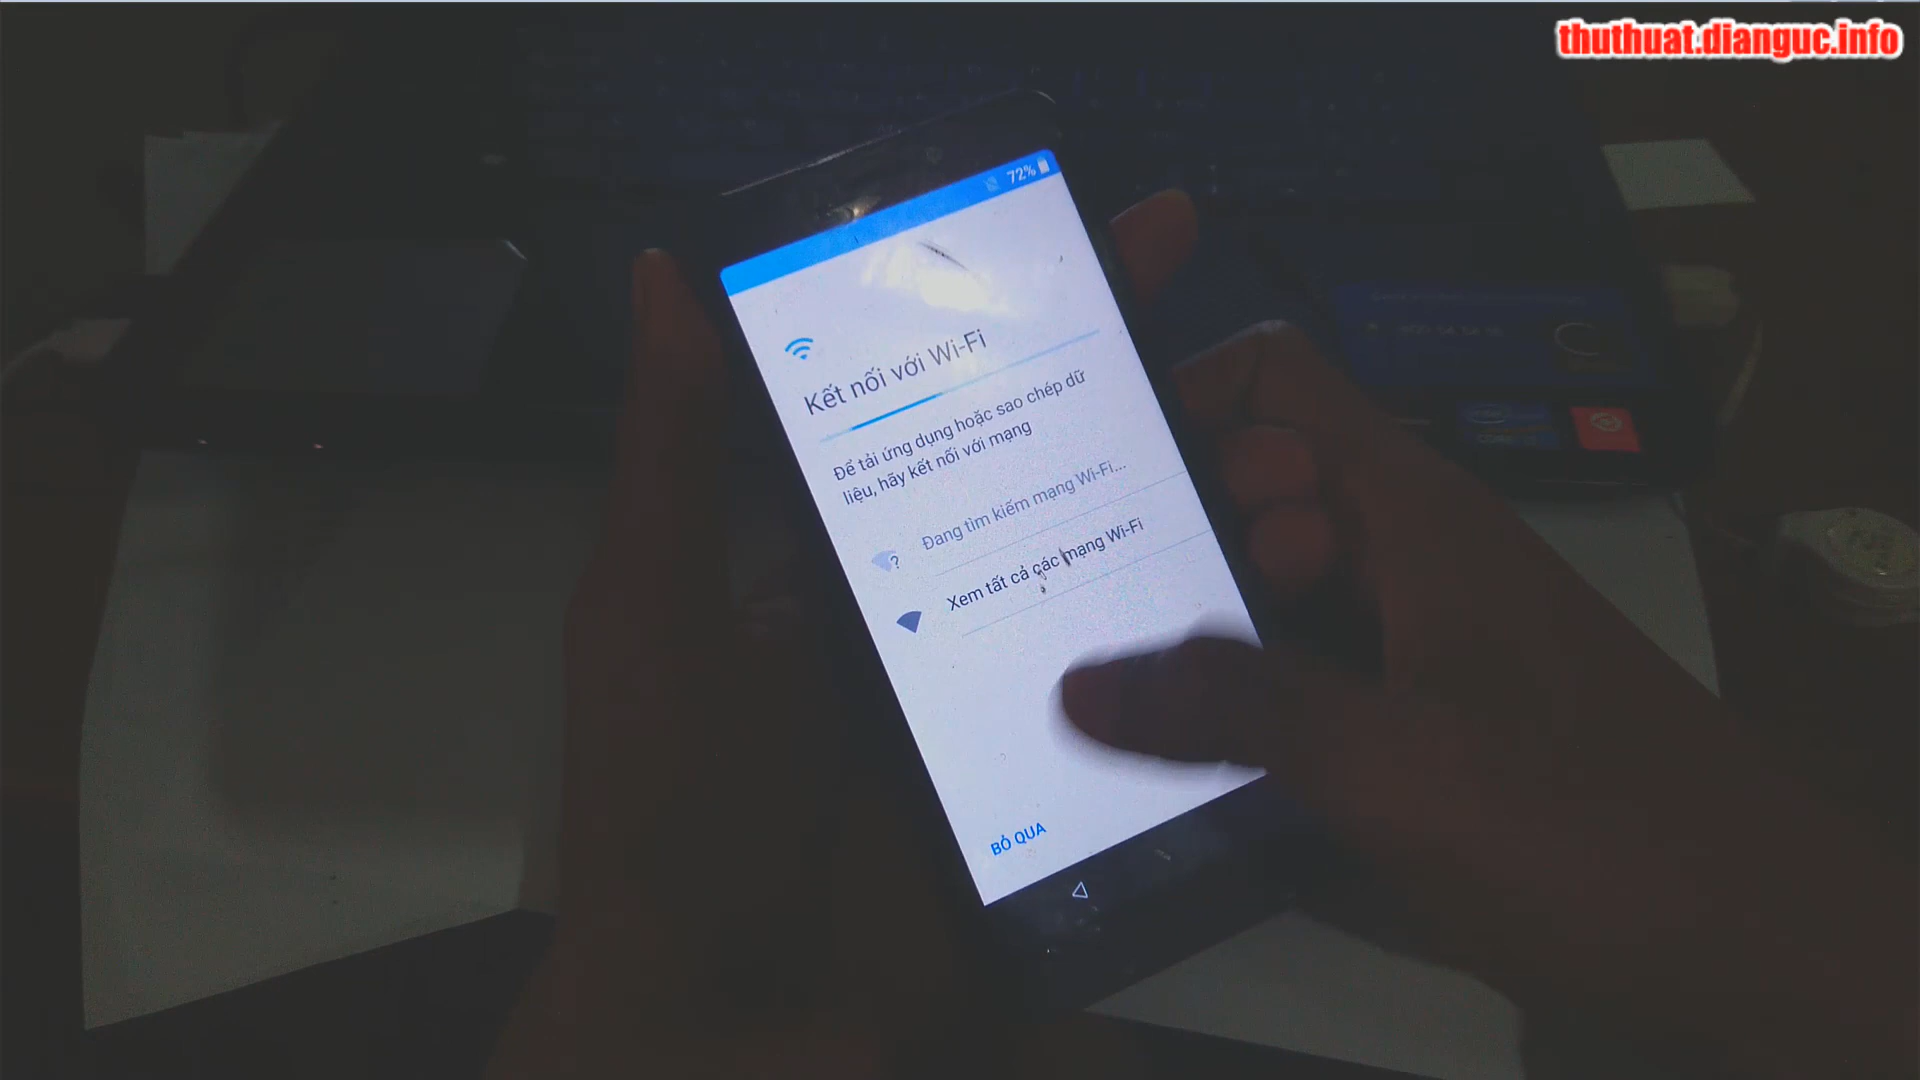 thuthuat.dianguc.info
72%
Kết nối với Wi-Fi
Để tải ứng dụng hoặc sao chép dữ
liệu, hãy kết nối với mạng
Đang tìm kiếm mạng Wi-Fi...
Xem tất cả các mạng Wi-Fi
BỎ QUA